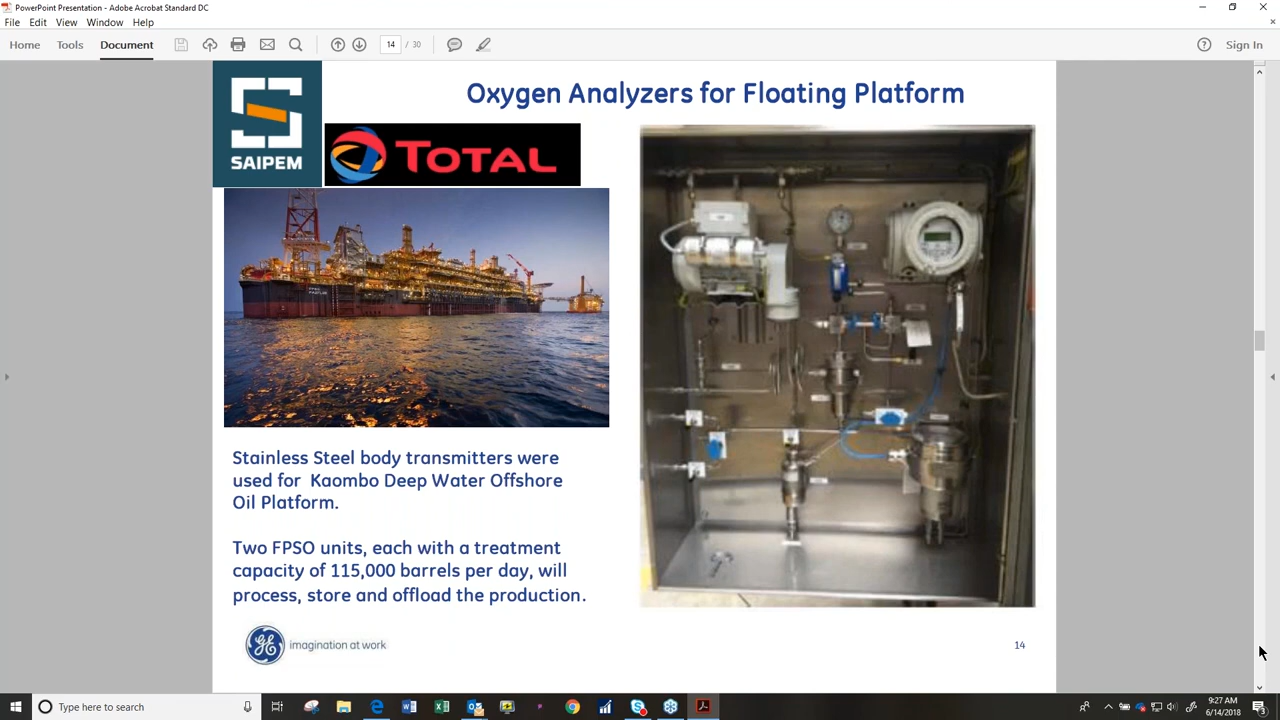 PowerPoint Presentation - Adobe Acrobat Standard DC
File Edit View Window Help
Home Tools Document
14 / 30
Sign In
Oxygen Analyzers for Floating Platform
SAIPEM
TOTAL
Stainless Steel body transmitters were
used for Kaombo Deep Water Offshore
Oil Platform.
Two FPSO units, each with a treatment
capacity of 115,000 barrels per day, will
process, store and offload the production.
imagination at work
14
Type here to search
9:27 AM
6/14/2018